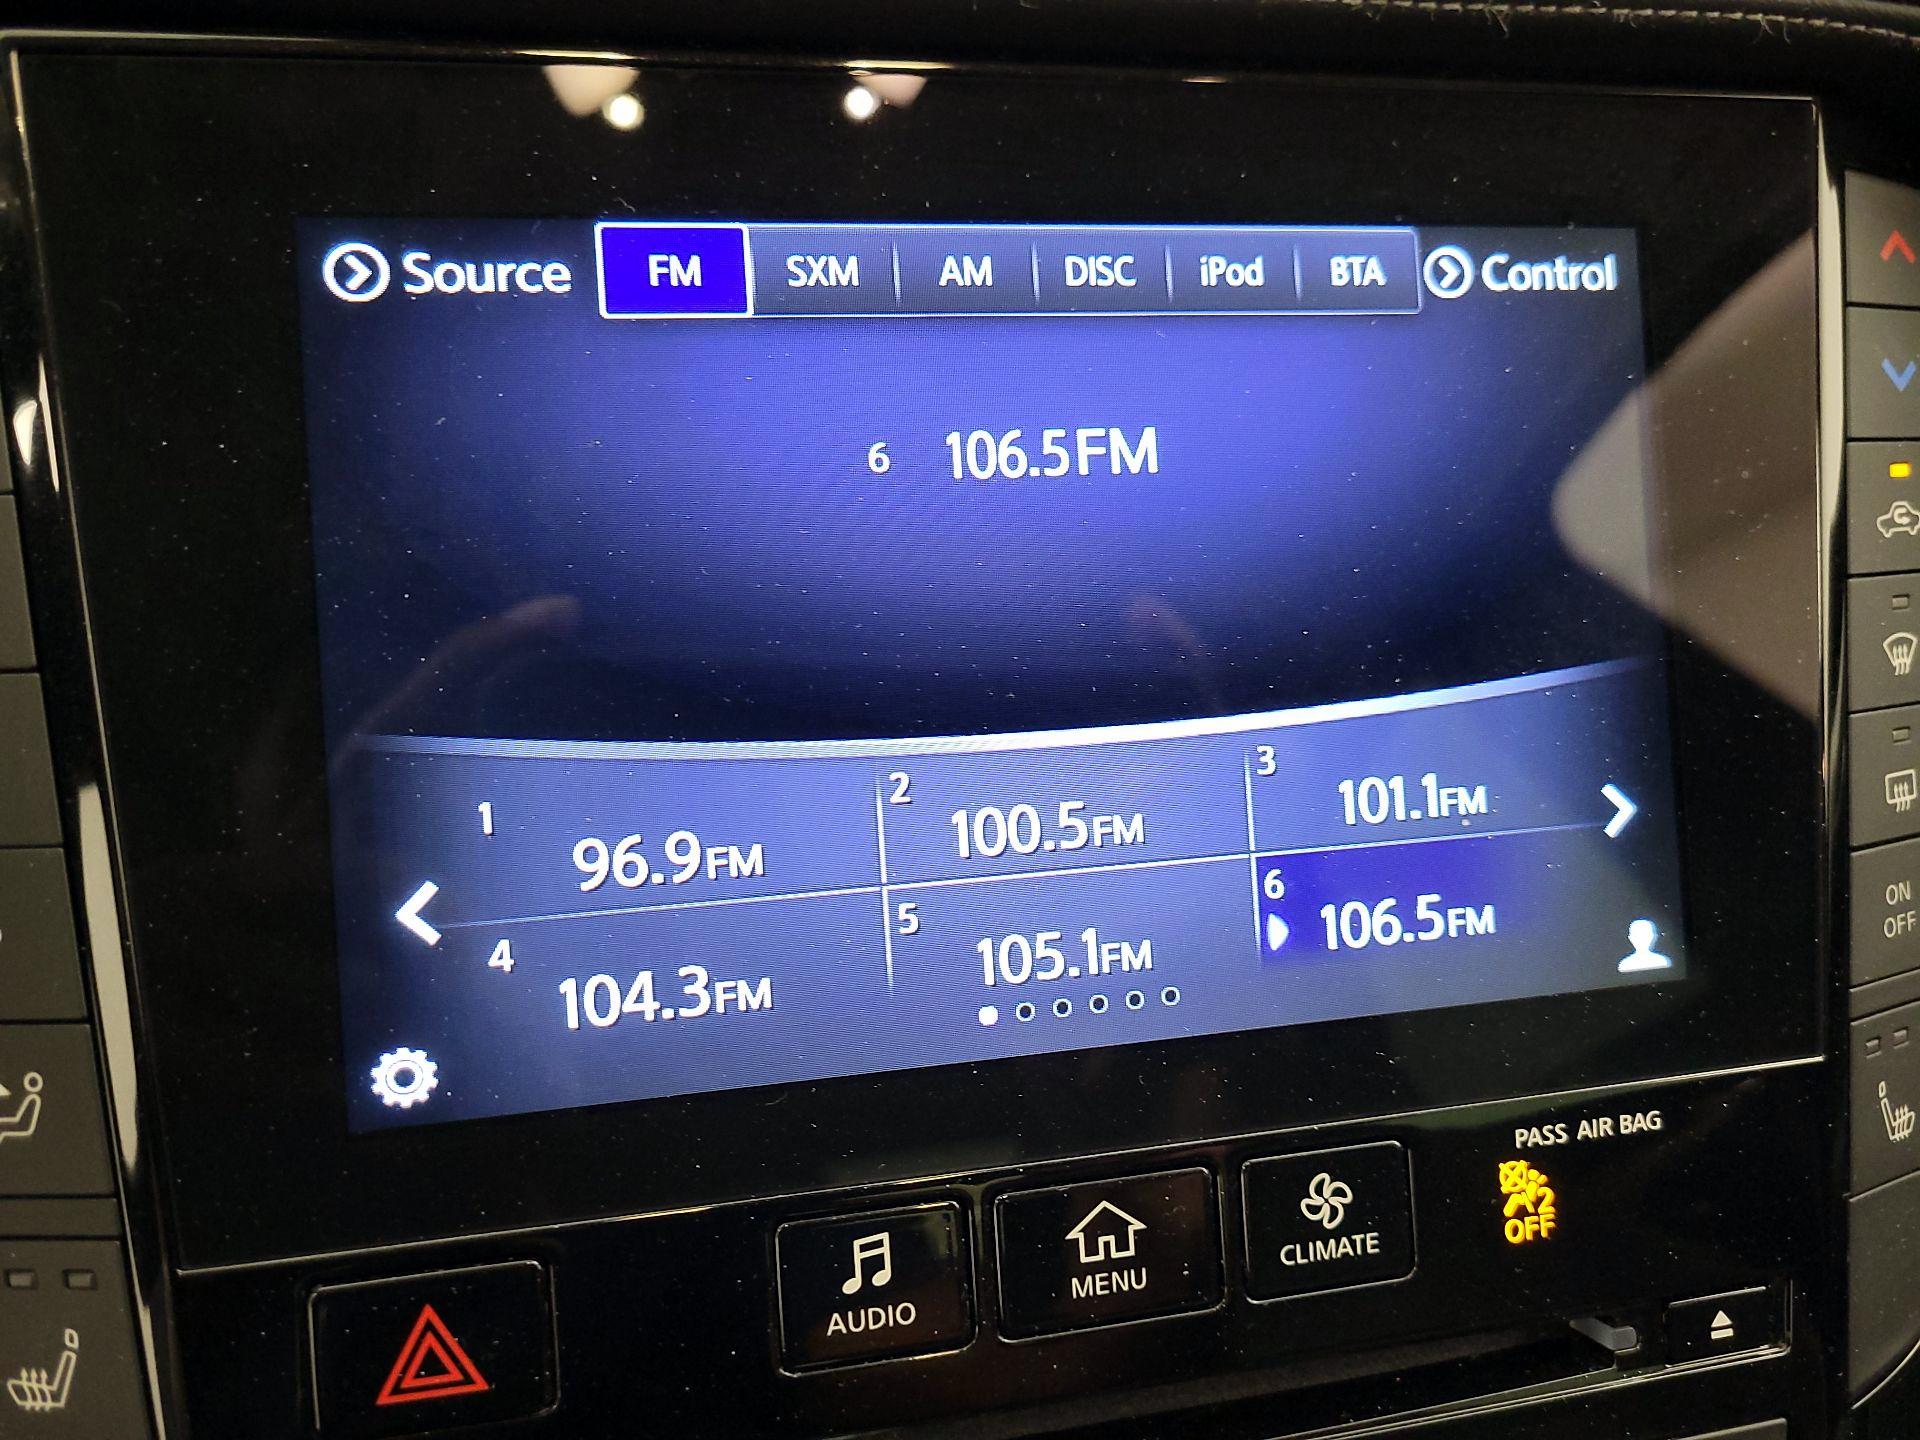 Source FM SXM AM DISC iPod BTA Control
6 106.5FM
1 96.9FM
2 100.5FM
3 101.1FM
4 104.3FM
5 105.1FM
6 106.5FM
PASS AIR BAG
2
OFF
AUDIO
MENU
CLIMATE
ON
OFF